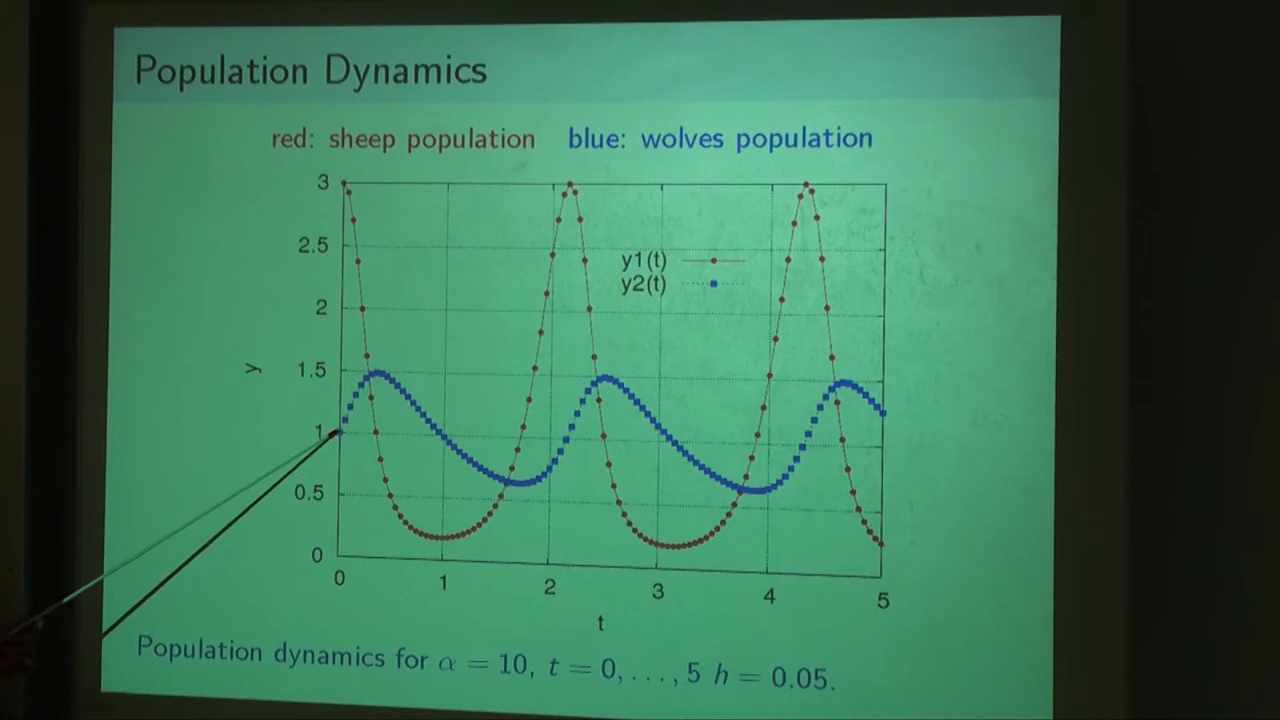 Population Dynamics
red: sheep population blue: wolves population
3
2.5
y1(t)
y2(t)
2
1.5
y
1
0.5
0
0 1 2 3 4 5
t
Population dynamics for α = 10, t = 0, . . . , 5 h = 0.05.